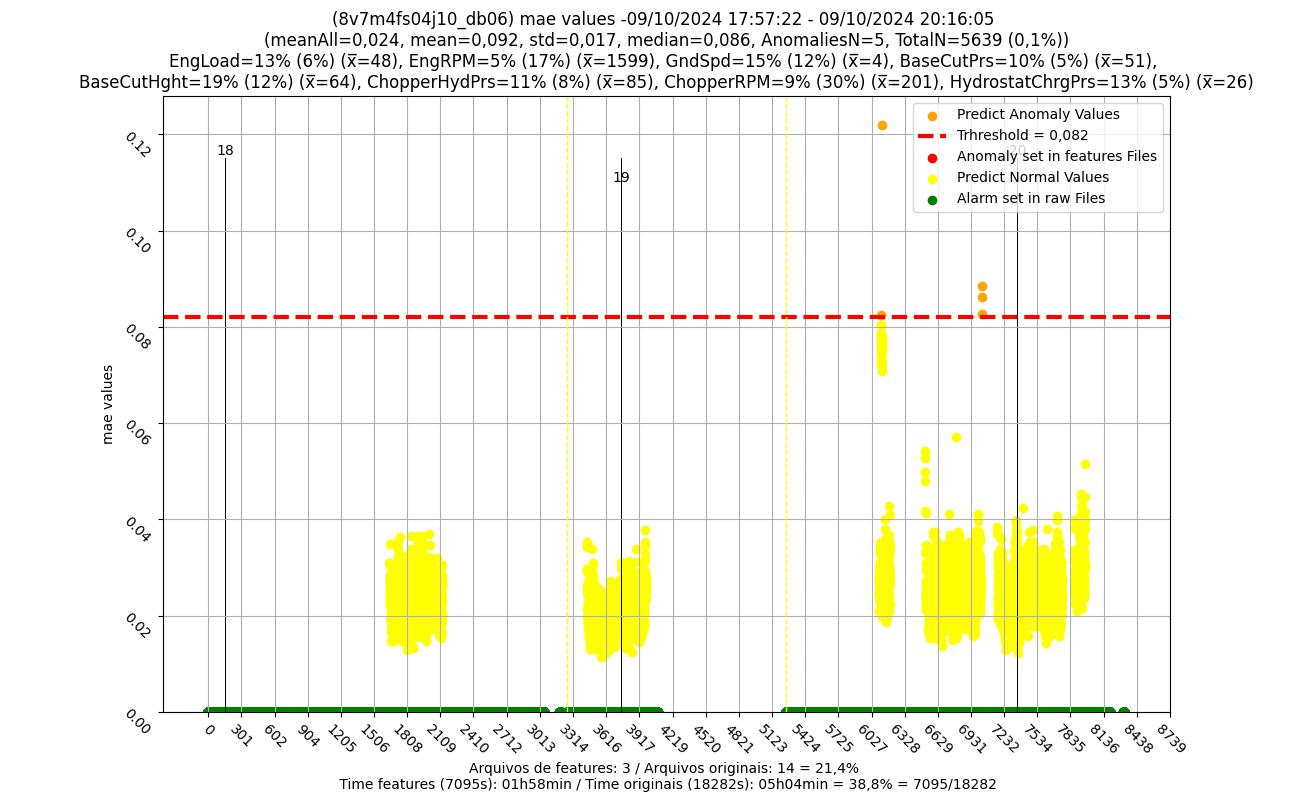 (8v7m4fs04j10_db06) mae values -09/10/2024 17:57:22 - 09/10/2024 20:16:05
(meanAll=0,024, mean=0,092, std=0,017, median=0,086, AnomaliesN=5, TotalN=5639 (0,1%))
EngLoad=13% (6%) (x̅=48), EngRPM=5% (17%) (x̅=1599), GndSpd=15% (12%) (x̅=4), BaseCutPrs=10% (5%) (x̅=51),
BaseCutHght=19% (12%) (x̅=64), ChopperHydPrs=11% (8%) (x̅=85), ChopperRPM=9% (30%) (x̅=201), HydrostatChrgPrs=13% (5%) (x̅=26)
Predict Anomaly Values
Trhreshold = 0,082
Anomaly set in features Files
Predict Normal Values
Alarm set in raw Files
18
19
20
mae values
0.12
0.10
0.08
0.06
0.04
0.02
0.00
0 301 602 904 1205 1506 1808 2109 2410 2712 3013 3314 3616 3917 4219 4520 4821 5123 5424 5725 6027 6328 6629 6931 7232 7534 7835 8136 8438 8739
Arquivos de features: 3 / Arquivos originais: 14 = 21,4%
Time features (7095s): 01h58min / Time originais (18282s): 05h04min = 38,8% = 7095/18282